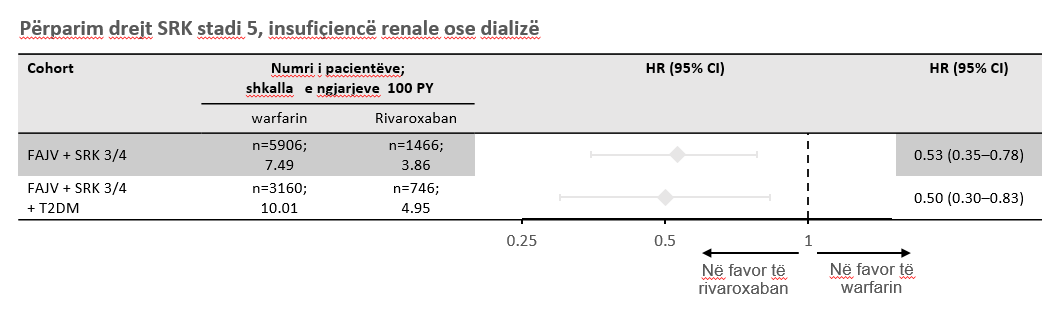 Përparim drejt SRK stadi 5, insufiçiencë renale ose dializë
Cohort
Numri i pacientëve;
shkalla e ngjarjeve 100 PY
HR (95% CI)
HR (95% CI)
warfarin
Rivaroxaban
FAJV + SRK 3/4
n=5906;
7.49
n=1466;
3.86
0.53 (0.35–0.78)
FAJV + SRK 3/4
+ T2DM
n=3160;
10.01
n=746;
4.95
0.50 (0.30–0.83)
0.25
0.5
1
Në favor të
rivaroxaban
Në favor të
warfarin